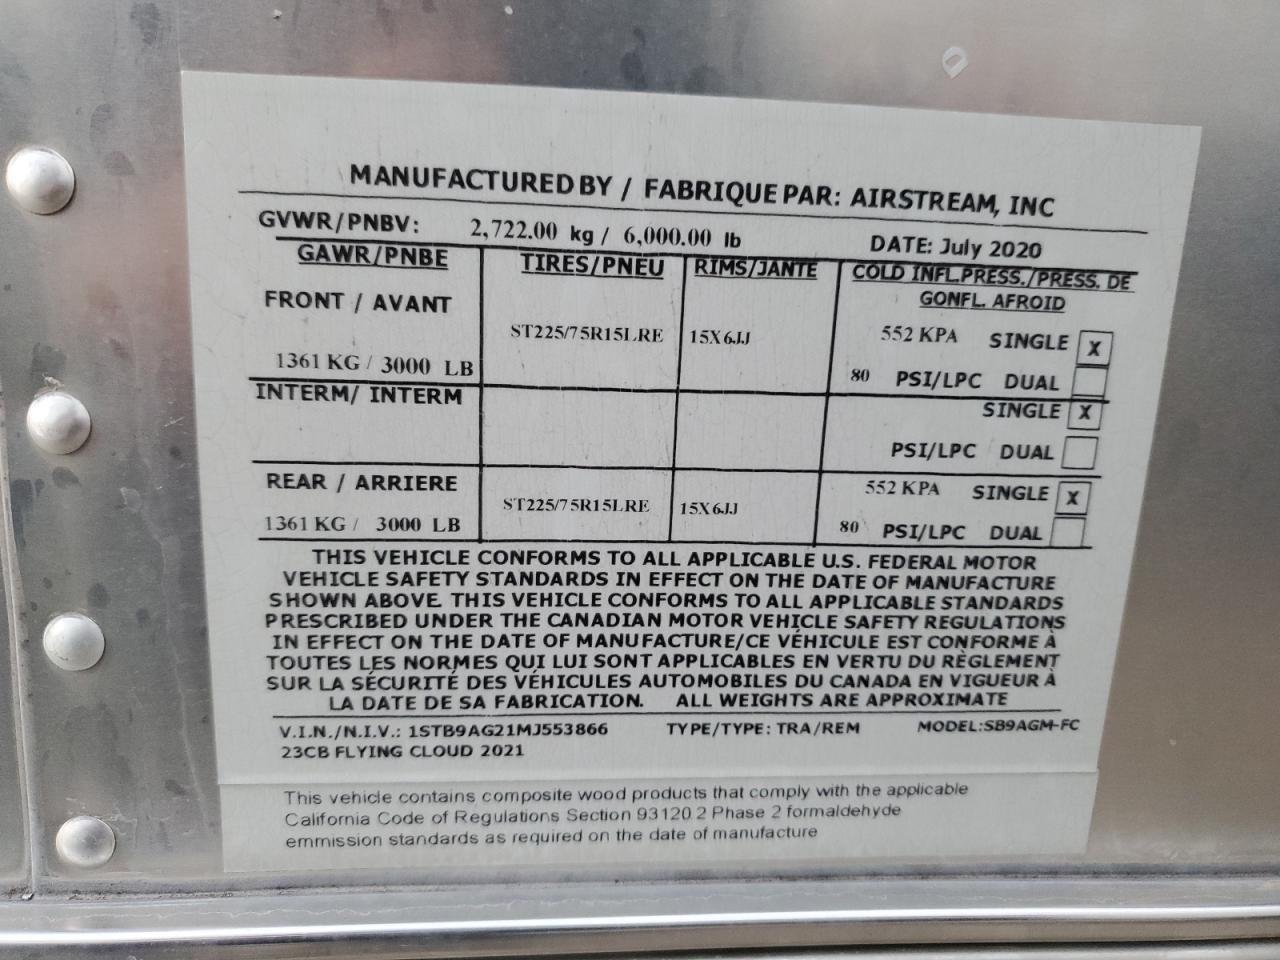 MANUFACTURED BY / FABRIQUE PAR: AIRSTREAM, INC
GVWR/PNBV: 2,722.00 kg / 6,000.00 lb DATE: July 2020
GAWR/PNBE TIRES/PNEU RIMS/JANTE COLD INFL.PRESS./PRESS. DE
GONFL. AFROID
FRONT / AVANT
ST225/75R15LRE 15X6JJ 552 KPA SINGLE X
1361 KG / 3000 LB 80 PSI/LPC DUAL
INTERM/ INTERM SINGLE X
PSI/LPC DUAL
REAR / ARRIERE 552 KPA SINGLE X
ST225/75R15LRE 15X6JJ
1361 KG / 3000 LB 80 PSI/LPC DUAL
THIS VEHICLE CONFORMS TO ALL APPLICABLE U.S. FEDERAL MOTOR
VEHICLE SAFETY STANDARDS IN EFFECT ON THE DATE OF MANUFACTURE
SHOWN ABOVE. THIS VEHICLE CONFORMS TO ALL APPLICABLE STANDARDS
PRESCRIBED UNDER THE CANADIAN MOTOR VEHICLE SAFETY REGULATIONS
IN EFFECT ON THE DATE OF MANUFACTURE/CE VÉHICULE EST CONFORME À
TOUTES LES NORMES QUI LUI SONT APPLICABLES EN VERTU DU RÈGLEMENT
SUR LA SÉCURITÉ DES VÉHICULES AUTOMOBILES DU CANADA EN VIGUEUR À
LA DATE DE SA FABRICATION. ALL WEIGHTS ARE APPROXIMATE
V.I.N./N.I.V.: 1STB9AG21MJ553866 TYPE/TYPE: TRA/REM MODEL:SB9AGM-FC
23CB FLYING CLOUD 2021
This vehicle contains composite wood products that comply with the applicable
California Code of Regulations Section 93120.2 Phase 2 formaldehyde
emmission standards as required on the date of manufacture